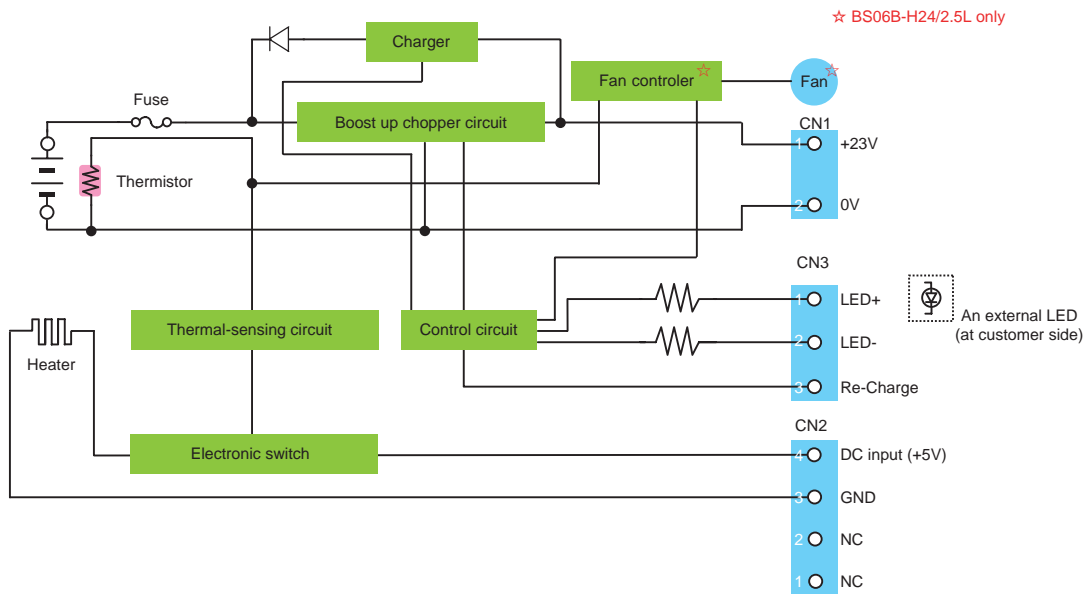 ☆ BS06B-H24/2.5L only
Charger
Fan controler ☆
Fan ☆
Fuse
Boost up chopper circuit
CN1
1 +23V
Thermistor
2 0V
CN3
1 LED+
An external LED
(at customer side)
Thermal-sensing circuit
Control circuit
2 LED-
Heater
3 Re-Charge
CN2
Electronic switch
4 DC input (+5V)
3 GND
2 NC
1 NC